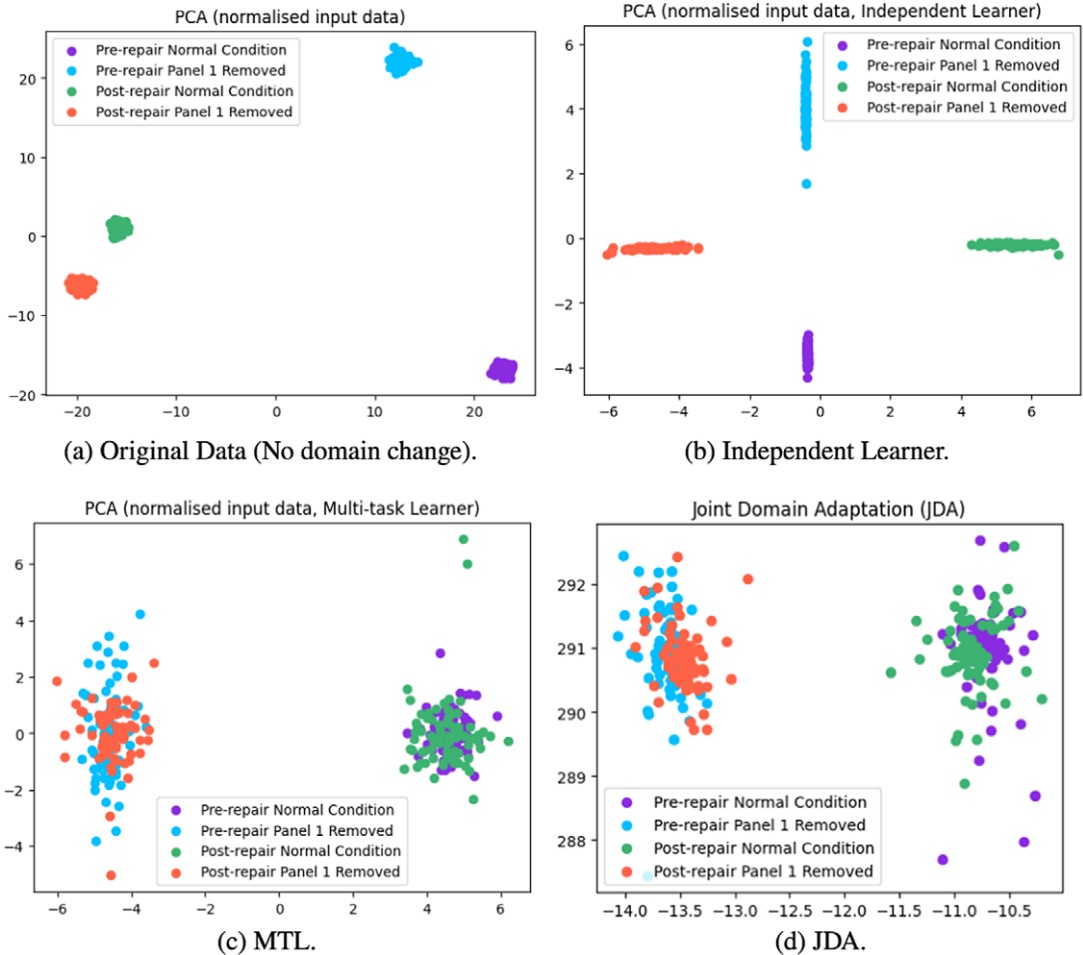 PCA (normalised input data)
Pre-repair Normal Condition
Pre-repair Panel 1 Removed
Post-repair Normal Condition
Post-repair Panel 1 Removed
20
10
0
−10
−20
−20 −10 0 10 20
(a) Original Data (No domain change).
PCA (normalised input data, Independent Learner)
Pre-repair Normal Condition
Pre-repair Panel 1 Removed
Post-repair Normal Condition
Post-repair Panel 1 Removed
6
4
2
0
−2
−4
−6 −4 −2 0 2 4 6
(b) Independent Learner.
PCA (normalised input data, Multi-task Learner)
6
4
2
0
−2
−4
Pre-repair Normal Condition
Pre-repair Panel 1 Removed
Post-repair Normal Condition
Post-repair Panel 1 Removed
−6 −4 −2 0 2 4 6
(c) MTL.
Joint Domain Adaptation (JDA)
292
291
290
289
288
Pre-repair Normal Condition
Pre-repair Panel 1 Removed
Post-repair Normal Condition
Post-repair Panel 1 Removed
−14.0 −13.5 −13.0 −12.5 −12.0 −11.5 −11.0 −10.5
(d) JDA.